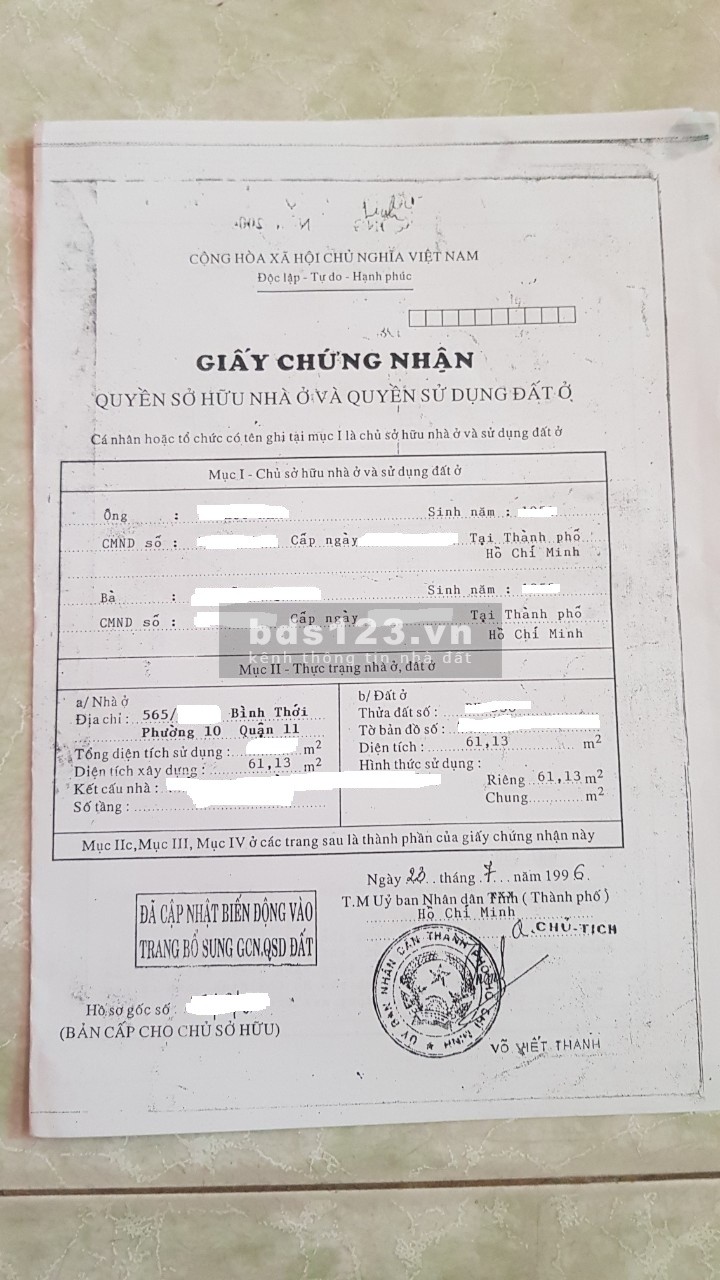 CỘNG HÒA XÃ HỘI CHỦ NGHĨA VIỆT NAM
Độc lập - Tự do - Hạnh phúc
GIẤY CHỨNG NHẬN
QUYỀN SỞ HỮU NHÀ Ở VÀ QUYỀN SỬ DỤNG ĐẤT Ở
Cá nhân hoặc tổ chức có tên ghi tại mục I là chủ sở hữu nhà ở và sử dụng đất ở
Mục I - Chủ sở hữu nhà ở và sử dụng đất ở
Ông : Sinh năm :
CMND số : Cấp ngày Tại Thành phố
Hồ Chí Minh
Bà : Sinh năm :
CMND số : Cấp ngày Tại Thành phố
Hồ Chí Minh
bds123.vn
kênh thông tin nhà đất
Mục II - Thực trạng nhà ở, đất ở
a/ Nhà ở
Địa chỉ : 565/ Bình Thới
Phường 10 Quận 11
Tổng diện tích sử dụng : m2
Diện tích xây dựng : 61,13 m2
Kết cấu nhà :
Số tầng :
b/ Đất ở
Thửa đất số :
Tờ bản đồ số :
Diện tích : 61,13 m2
Hình thức sử dụng :
Riêng 61,13 m2
Chung m2
Mục IIc, Mục III, Mục IV ở các trang sau là thành phần của giấy chứng nhận này
Ngày 23 tháng 7 năm 1996
T.M Uỷ ban Nhân dân Tỉnh (Thành phố)
Hồ Chí Minh
Q. CHỦ-TỊCH
ĐÃ CẬP NHẬT BIẾN ĐỘNG VÀO
TRANG BỔ SUNG GCN.QSD ĐẤT
ỦY BAN NHÂN DÂN THÀNH PHỐ HỒ CHÍ MINH
Hồ sơ gốc số :
(BẢN CẤP CHO CHỦ SỞ HỮU)
VÕ VIẾT THANH